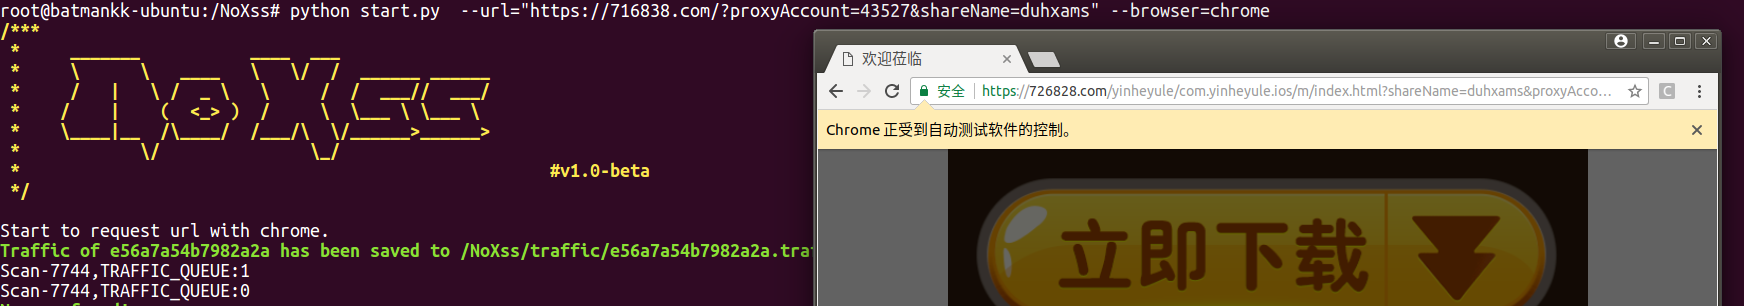 root@batmankk-ubuntu:/NoXss# python start.py  --url="https://716838.com/?proxyAccount=43527&shareName=duhxams" --browser=chrome
/***
 *
 *
 *
 *
 *
 *
 *                                                   #v1.0-beta
 */
Start to request url with chrome.
Traffic of e56a7a54b7982a2a has been saved to /NoXss/traffic/e56a7a54b7982a2a.tra
Scan-7744,TRAFFIC_QUEUE:1
Scan-7744,TRAFFIC_QUEUE:0
欢迎莅临
安全 https://726828.com/yinheyule/com.yinheyule.ios/m/index.html?shareName=duhxams&proxyAcco...
C
Chrome 正受到自动测试软件的控制。
立即下载